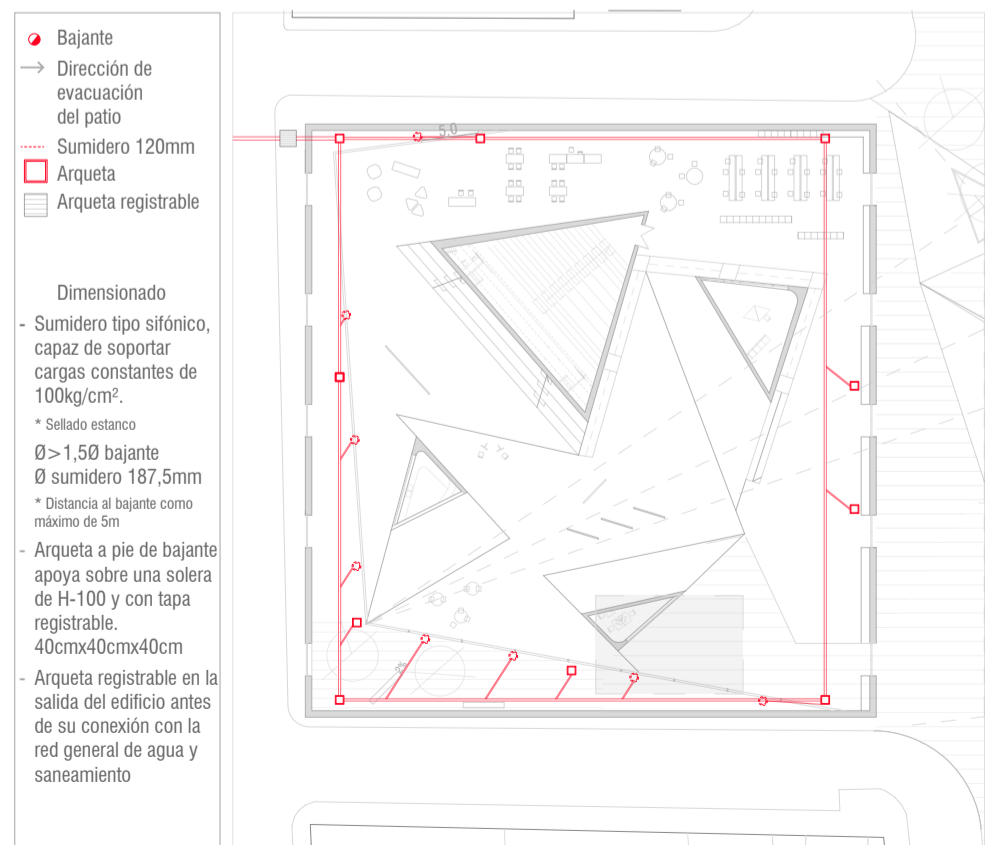 Bajante
Dirección de
evacuación
del patio
Sumidero 120mm
Arqueta
Arqueta registrable
Dimensionado
- Sumidero tipo sifónico,
capaz de soportar
cargas constantes de
100kg/cm².
* Sellado estanco
Ø>1,5Ø bajante
Ø sumidero 187,5mm
* Distancia al bajante como
máximo de 5m
- Arqueta a pie de bajante
apoya sobre una solera
de H-100 y con tapa
registrable.
40cmx40cmx40cm
- Arqueta registrable en la
salida del edificio antes
de su conexión con la
red general de agua y
saneamiento
5.0
2%